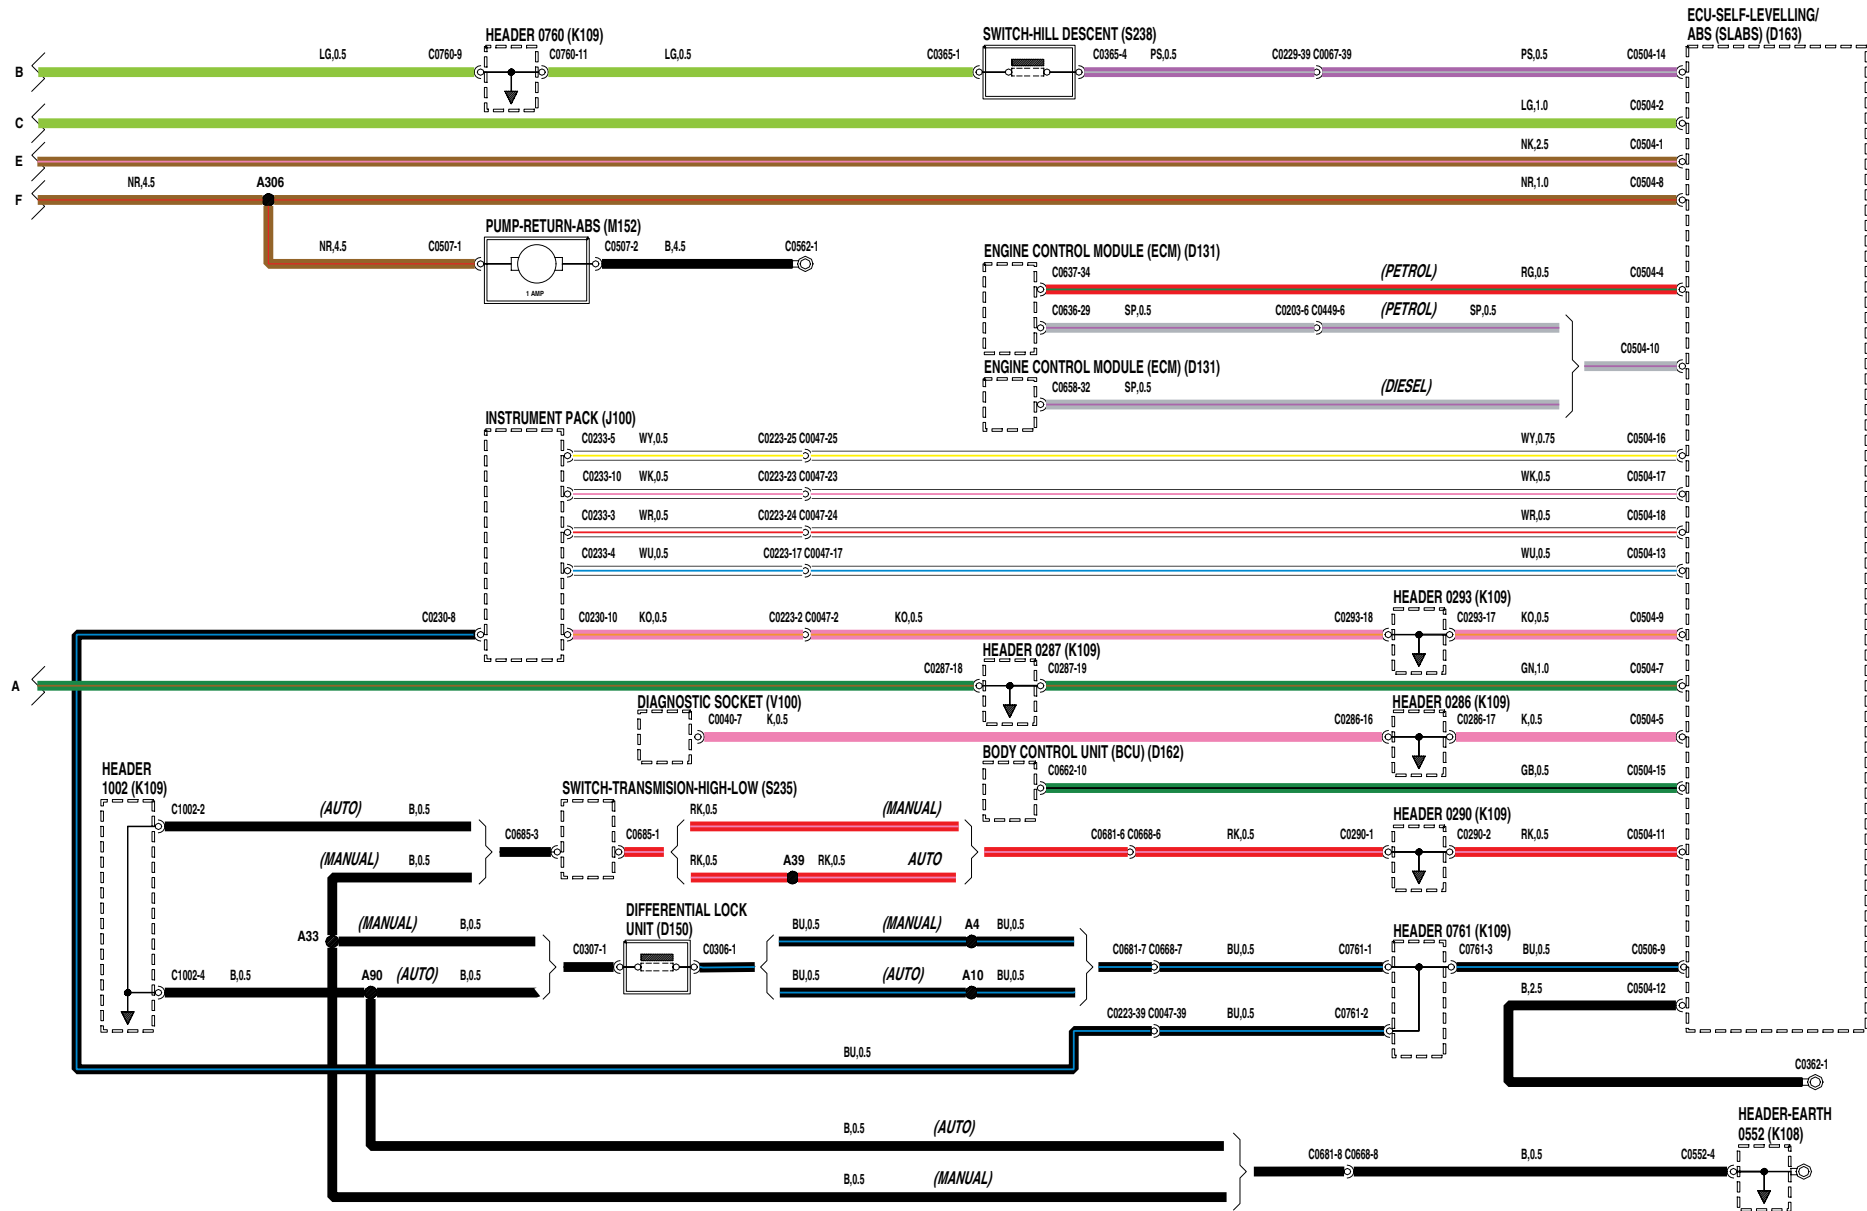 ECU-SELF-LEVELLING/
ABS (SLABS) (D163)
HEADER 0760 (K109)
SWITCH-HILL DESCENT (S238)
B
LG,0.5
C0760-9
C0760-11
LG,0.5
C0365-1
C0365-4
PS,0.5
C0229-39 C0067-39
PS,0.5
C0504-14
C
LG,1.0
C0504-2
E
NK,2.5
C0504-1
F
NR,4.5
A306
NR,1.0
C0504-8
PUMP-RETURN-ABS (M152)
NR,4.5
C0507-1
C0507-2
B,4.5
C0562-1
1 AMP
ENGINE CONTROL MODULE (ECM) (D131)
C0637-34
(PETROL)
RG,0.5
C0504-4
C0636-29
SP,0.5
C0203-6 C0449-6
(PETROL)
SP,0.5
C0504-10
ENGINE CONTROL MODULE (ECM) (D131)
C0658-32
SP,0.5
(DIESEL)
INSTRUMENT PACK (J100)
C0233-5
WY,0.5
C0223-25 C0047-25
WY,0.75
C0504-16
C0233-10
WK,0.5
C0223-23 C0047-23
WK,0.5
C0504-17
C0233-3
WR,0.5
C0223-24 C0047-24
WR,0.5
C0504-18
C0233-4
WU,0.5
C0223-17 C0047-17
WU,0.5
C0504-13
HEADER 0293 (K109)
C0230-8
C0230-10
KO,0.5
C0223-2 C0047-2
KO,0.5
C0293-18
C0293-17
KO,0.5
C0504-9
HEADER 0287 (K109)
A
C0287-18
C0287-19
GN,1.0
C0504-7
DIAGNOSTIC SOCKET (V100)
HEADER 0286 (K109)
C0040-7
K,0.5
C0286-16
C0286-17
K,0.5
C0504-5
BODY CONTROL UNIT (BCU) (D162)
C0662-10
GB,0.5
C0504-15
HEADER
1002 (K109)
SWITCH-TRANSMISION-HIGH-LOW (S235)
C1002-2
(AUTO)
B,0.5
RK,0.5
(MANUAL)
HEADER 0290 (K109)
C0685-3
C0685-1
C0681-6 C0668-6
RK,0.5
C0290-1
C0290-2
RK,0.5
C0504-11
(MANUAL)
B,0.5
RK,0.5
A39
RK,0.5
AUTO
DIFFERENTIAL LOCK
UNIT (D150)
A33
(MANUAL)
B,0.5
BU,0.5
(MANUAL)
A4
BU,0.5
HEADER 0761 (K109)
C0307-1
C0306-1
C0681-7 C0668-7
BU,0.5
C0761-1
C0761-3
BU,0.5
C0506-9
C1002-4
B,0.5
A90
(AUTO)
B,0.5
BU,0.5
(AUTO)
A10
BU,0.5
B,2.5
C0504-12
C0223-39 C0047-39
BU,0.5
C0761-2
BU,0.5
C0362-1
HEADER-EARTH
0552 (K108)
B,0.5
(AUTO)
C0681-8 C0668-8
B,0.5
C0552-4
B,0.5
(MANUAL)